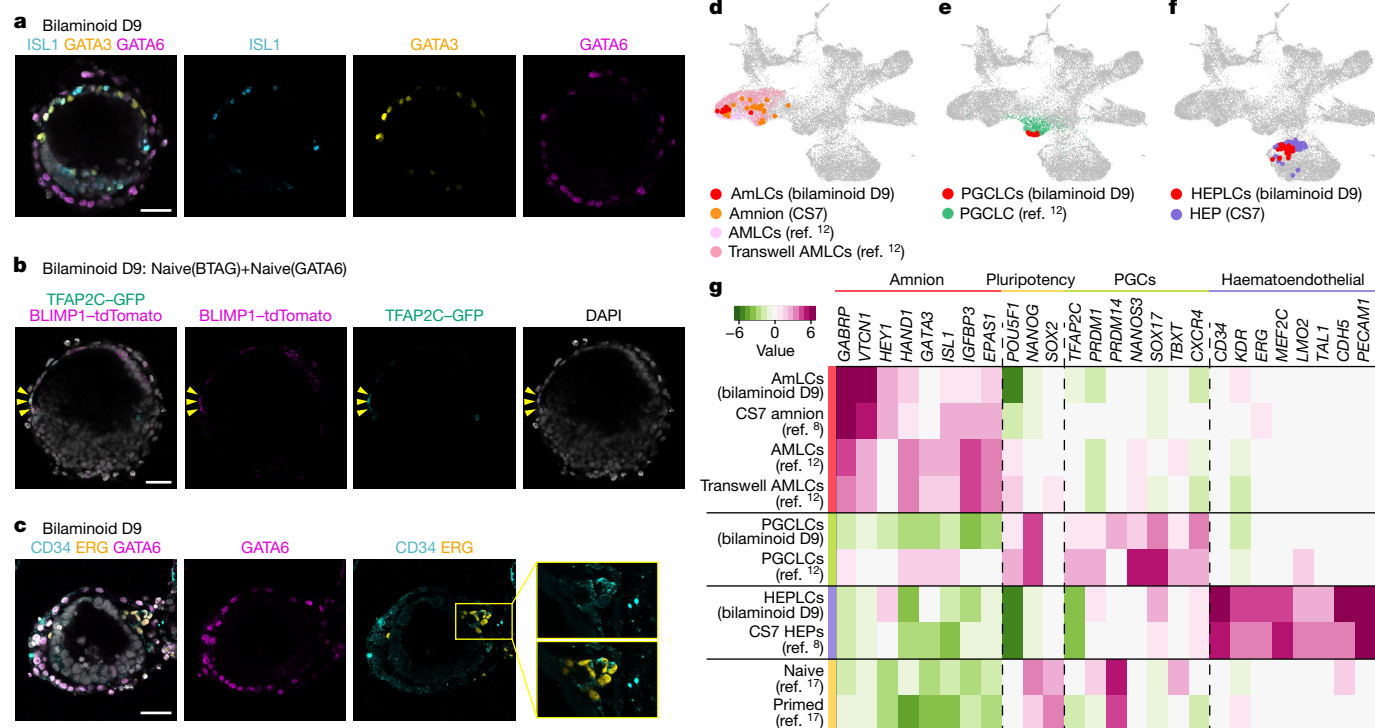 a
Bilaminoid D9
ISL1 GATA3 GATA6
ISL1
GATA3
GATA6
b
Bilaminoid D9: Naive(BTAG)+Naive(GATA6)
TFAP2C–GFP
BLIMP1–tdTomato
BLIMP1–tdTomato
TFAP2C–GFP
DAPI
c
Bilaminoid D9
CD34 ERG GATA6
GATA6
CD34 ERG
d
AmLCs (bilaminoid D9)
Amnion (CS7)
AMLCs (ref. 12)
Transwell AMLCs (ref. 12)
e
PGCLCs (bilaminoid D9)
PGCLC (ref. 12)
f
HEPLCs (bilaminoid D9)
HEP (CS7)
g
−6 0 6
Value
Amnion
Pluripotency
PGCs
Haematoendothelial
GABRP
VTCN1
HEY1
HAND1
GATA3
ISL1
IGFBP3
EPAS1
POU5F1
NANOG
SOX2
TFAP2C
PRDM1
PRDM14
NANOS3
SOX17
TBXT
CXCR4
CD34
KDR
ERG
MEF2C
LMO2
TAL1
CDH5
PECAM1
AmLCs
(bilaminoid D9)
CS7 amnion
(ref. 8)
AMLCs
(ref. 12)
Transwell AMLCs
(ref. 12)
PGCLCs
(bilaminoid D9)
PGCLCs
(ref. 12)
HEPLCs
(bilaminoid D9)
CS7 HEPs
(ref. 8)
Naive
(ref. 17)
Primed
(ref. 17)